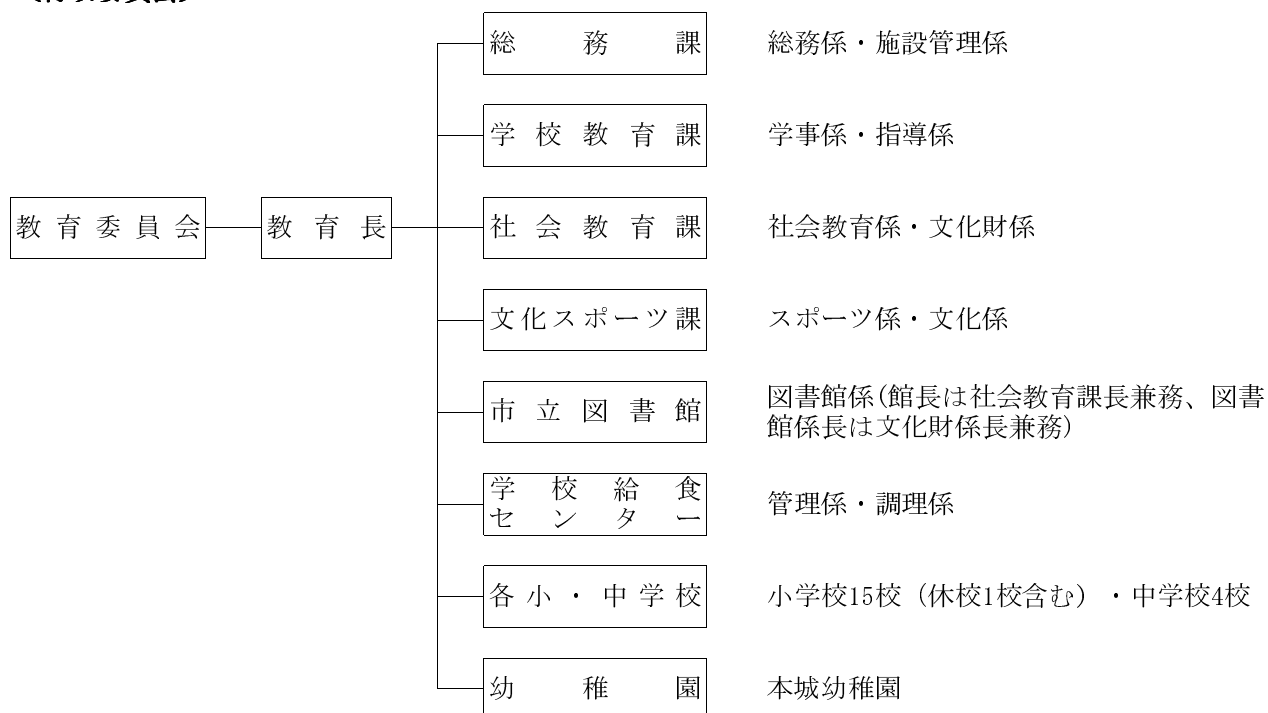 総務課 総務係・施設管理係
学校教育課 学事係・指導係
教育委員会 教育長 社会教育課 社会教育係・文化財係
文化スポーツ課 スポーツ係・文化係
市立図書館 図書館係(館長は社会教育課長兼務、図書
館係長は文化財係長兼務)
学校給食
センター 管理係・調理係
各小・中学校 小学校15校（休校1校含む）・中学校4校
幼稚園 本城幼稚園